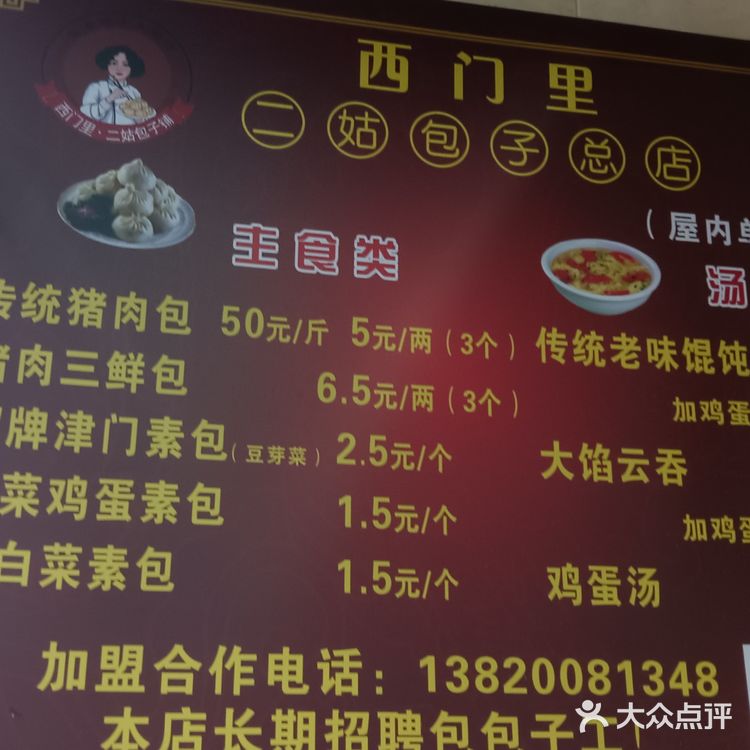 西门里
二姑包子总店
西门里·二姑包子铺
主食类
（屋内单
汤
传统猪肉包 50元/斤 5元/两（3个）
猪肉三鲜包 6.5元/两（3个）
牌津门素包（豆芽菜） 2.5元/个
菜鸡蛋素包 1.5元/个
白菜素包 1.5元/个
传统老味馄饨
加鸡蛋
大馅云吞
加鸡蛋
鸡蛋汤
加盟合作电话：13820081348
本店长期招聘包包子工
大众点评